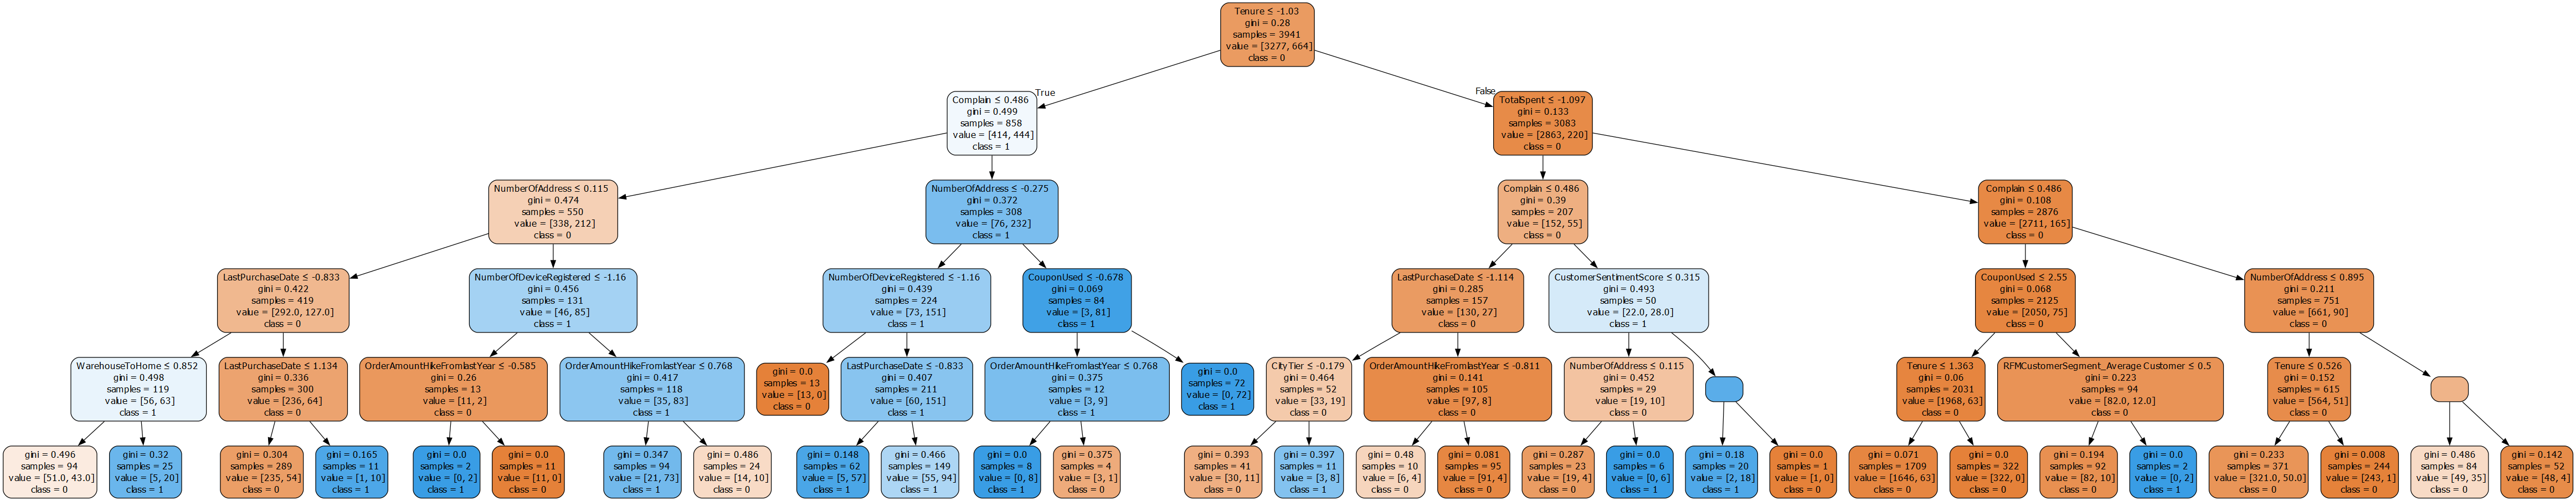 Tenure ≤ -1.03
gini = 0.28
samples = 3941
value = [3277, 664]
class = 0
True
False
Complain ≤ 0.486
gini = 0.499
samples = 858
value = [414, 444]
class = 1
TotalSpent ≤ -1.097
gini = 0.133
samples = 3083
value = [2863, 220]
class = 0
NumberOfAddress ≤ 0.115
gini = 0.474
samples = 550
value = [338, 212]
class = 0
NumberOfAddress ≤ -0.275
gini = 0.372
samples = 308
value = [76, 232]
class = 1
Complain ≤ 0.486
gini = 0.39
samples = 207
value = [152, 55]
class = 0
Complain ≤ 0.486
gini = 0.108
samples = 2876
value = [2711, 165]
class = 0
LastPurchaseDate ≤ -0.833
gini = 0.422
samples = 419
value = [292.0, 127.0]
class = 0
NumberOfDeviceRegistered ≤ -1.16
gini = 0.456
samples = 131
value = [46, 85]
class = 1
NumberOfDeviceRegistered ≤ -1.16
gini = 0.439
samples = 224
value = [73, 151]
class = 1
CouponUsed ≤ -0.678
gini = 0.069
samples = 84
value = [3, 81]
class = 1
LastPurchaseDate ≤ -1.114
gini = 0.285
samples = 157
value = [130, 27]
class = 0
CustomerSentimentScore ≤ 0.315
gini = 0.493
samples = 50
value = [22.0, 28.0]
class = 1
CouponUsed ≤ 2.55
gini = 0.068
samples = 2125
value = [2050, 75]
class = 0
NumberOfAddress ≤ 0.895
gini = 0.211
samples = 751
value = [661, 90]
class = 0
WarehouseToHome ≤ 0.852
gini = 0.498
samples = 119
value = [56, 63]
class = 1
LastPurchaseDate ≤ 1.134
gini = 0.336
samples = 300
value = [236, 64]
class = 0
OrderAmountHikeFromlastYear ≤ -0.585
gini = 0.26
samples = 13
value = [11, 2]
class = 0
OrderAmountHikeFromlastYear ≤ 0.768
gini = 0.417
samples = 118
value = [35, 83]
class = 1
gini = 0.0
samples = 13
value = [13, 0]
class = 0
LastPurchaseDate ≤ -0.833
gini = 0.407
samples = 211
value = [60, 151]
class = 1
OrderAmountHikeFromlastYear ≤ 0.768
gini = 0.375
samples = 12
value = [3, 9]
class = 1
gini = 0.0
samples = 72
value = [0, 72]
class = 1
CityTier ≤ -0.179
gini = 0.464
samples = 52
value = [33, 19]
class = 0
OrderAmountHikeFromlastYear ≤ -0.811
gini = 0.141
samples = 105
value = [97, 8]
class = 0
NumberOfAddress ≤ 0.115
gini = 0.452
samples = 29
value = [19, 10]
class = 0
Tenure ≤ 1.363
gini = 0.06
samples = 2031
value = [1968, 63]
class = 0
RFMCustomerSegment_Average Customer ≤ 0.5
gini = 0.223
samples = 94
value = [82.0, 12.0]
class = 0
Tenure ≤ 0.526
gini = 0.152
samples = 615
value = [564, 51]
class = 0
gini = 0.496
samples = 94
value = [51.0, 43.0]
class = 0
gini = 0.32
samples = 25
value = [5, 20]
class = 1
gini = 0.304
samples = 289
value = [235, 54]
class = 0
gini = 0.165
samples = 11
value = [1, 10]
class = 1
gini = 0.0
samples = 2
value = [0, 2]
class = 1
gini = 0.0
samples = 11
value = [11, 0]
class = 0
gini = 0.347
samples = 94
value = [21, 73]
class = 1
gini = 0.486
samples = 24
value = [14, 10]
class = 0
gini = 0.148
samples = 62
value = [5, 57]
class = 1
gini = 0.466
samples = 149
value = [55, 94]
class = 1
gini = 0.0
samples = 8
value = [0, 8]
class = 1
gini = 0.375
samples = 4
value = [3, 1]
class = 0
gini = 0.393
samples = 41
value = [30, 11]
class = 0
gini = 0.397
samples = 11
value = [3, 8]
class = 1
gini = 0.48
samples = 10
value = [6, 4]
class = 0
gini = 0.081
samples = 95
value = [91, 4]
class = 0
gini = 0.287
samples = 23
value = [19, 4]
class = 0
gini = 0.0
samples = 6
value = [0, 6]
class = 1
gini = 0.18
samples = 20
value = [2, 18]
class = 1
gini = 0.0
samples = 1
value = [1, 0]
class = 0
gini = 0.071
samples = 1709
value = [1646, 63]
class = 0
gini = 0.0
samples = 322
value = [322, 0]
class = 0
gini = 0.194
samples = 92
value = [82, 10]
class = 0
gini = 0.0
samples = 2
value = [0, 2]
class = 1
gini = 0.233
samples = 371
value = [321.0, 50.0]
class = 0
gini = 0.008
samples = 244
value = [243, 1]
class = 0
gini = 0.486
samples = 84
value = [49, 35]
class = 0
gini = 0.142
samples = 52
value = [48, 4]
class = 0